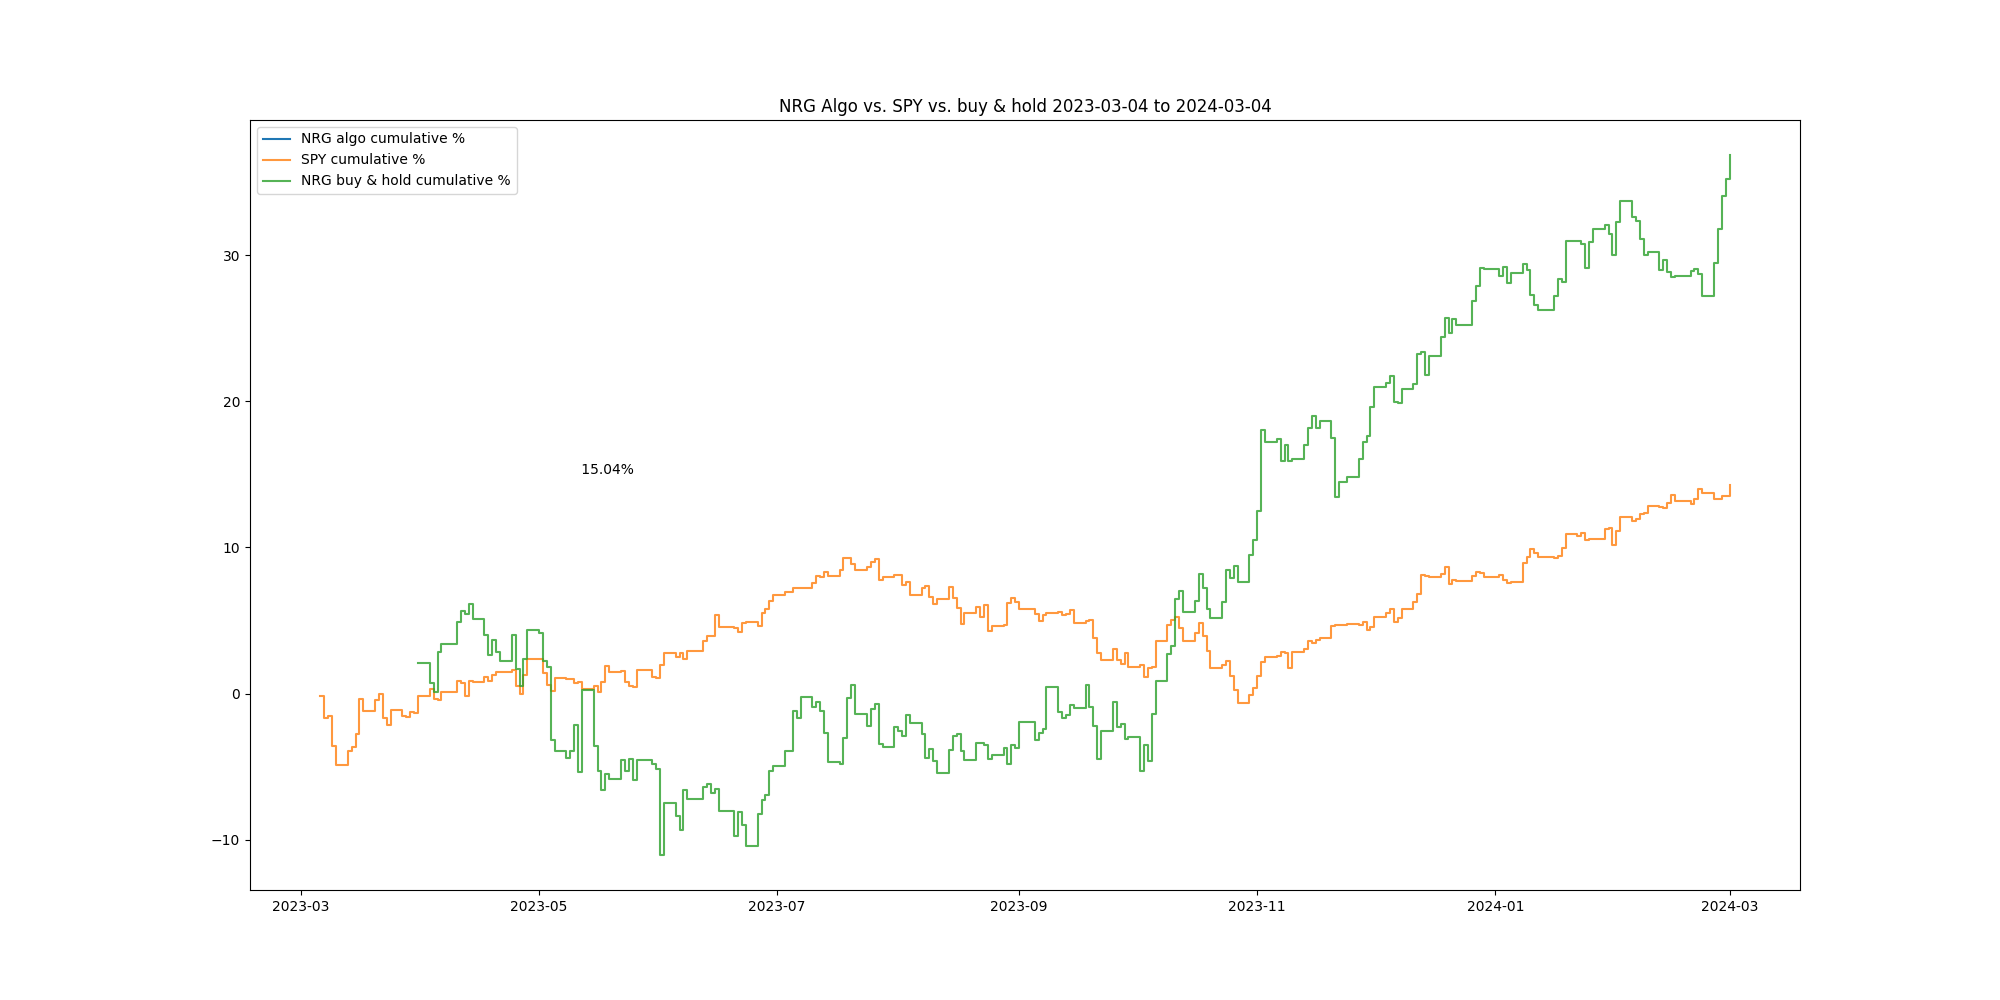 NRG Algo vs. SPY vs. buy & hold 2023-03-04 to 2024-03-04
NRG algo cumulative %
SPY cumulative %
NRG buy & hold cumulative %
30
20
15.04%
10
0
−10
2023-03 2023-05 2023-07 2023-09 2023-11 2024-01 2024-03